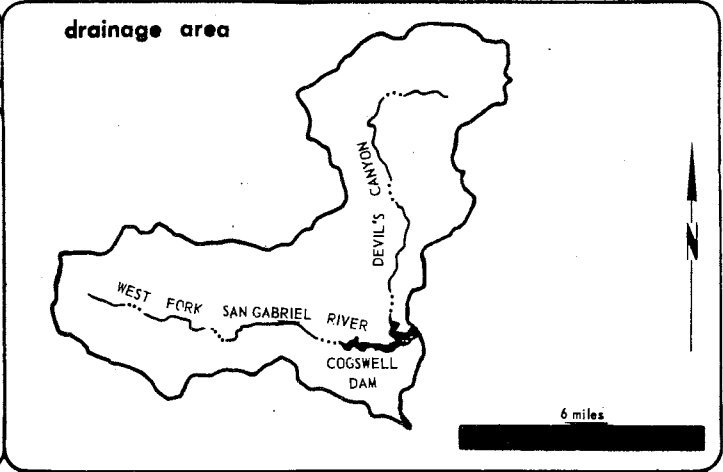 drainage area
DEVIL'S CANYON
N
WEST FORK SAN GABRIEL RIVER
COGSWELL
DAM
6 miles